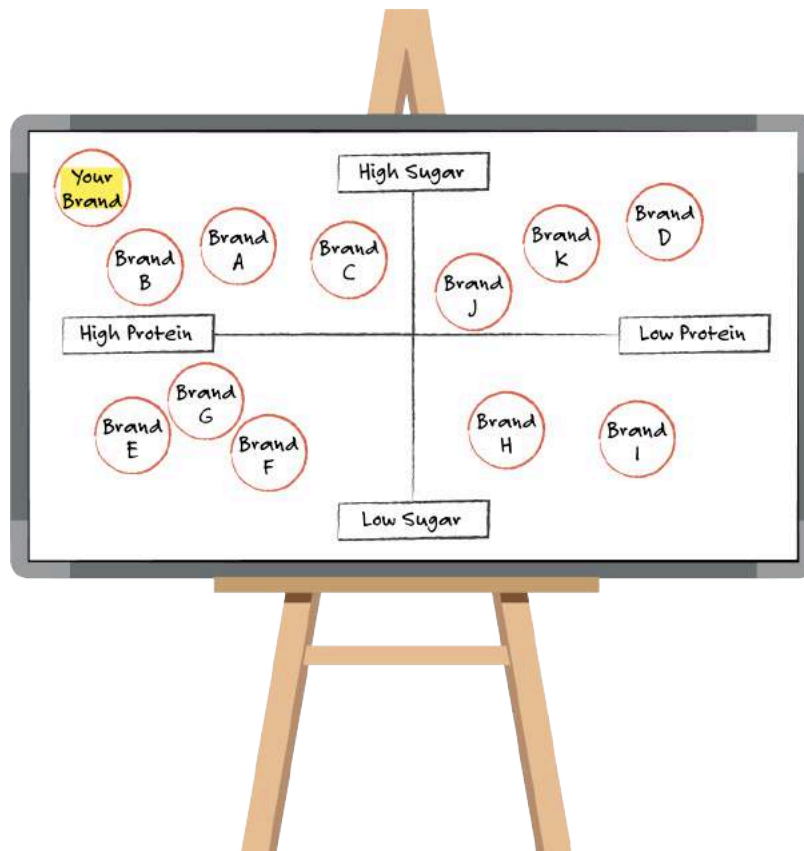 Your
Brand
High Sugar
Brand
B
Brand
A
Brand
C
Brand
J
Brand
K
Brand
D
High Protein
Low Protein
Brand
E
Brand
G
Brand
F
Brand
H
Brand
I
Low Sugar